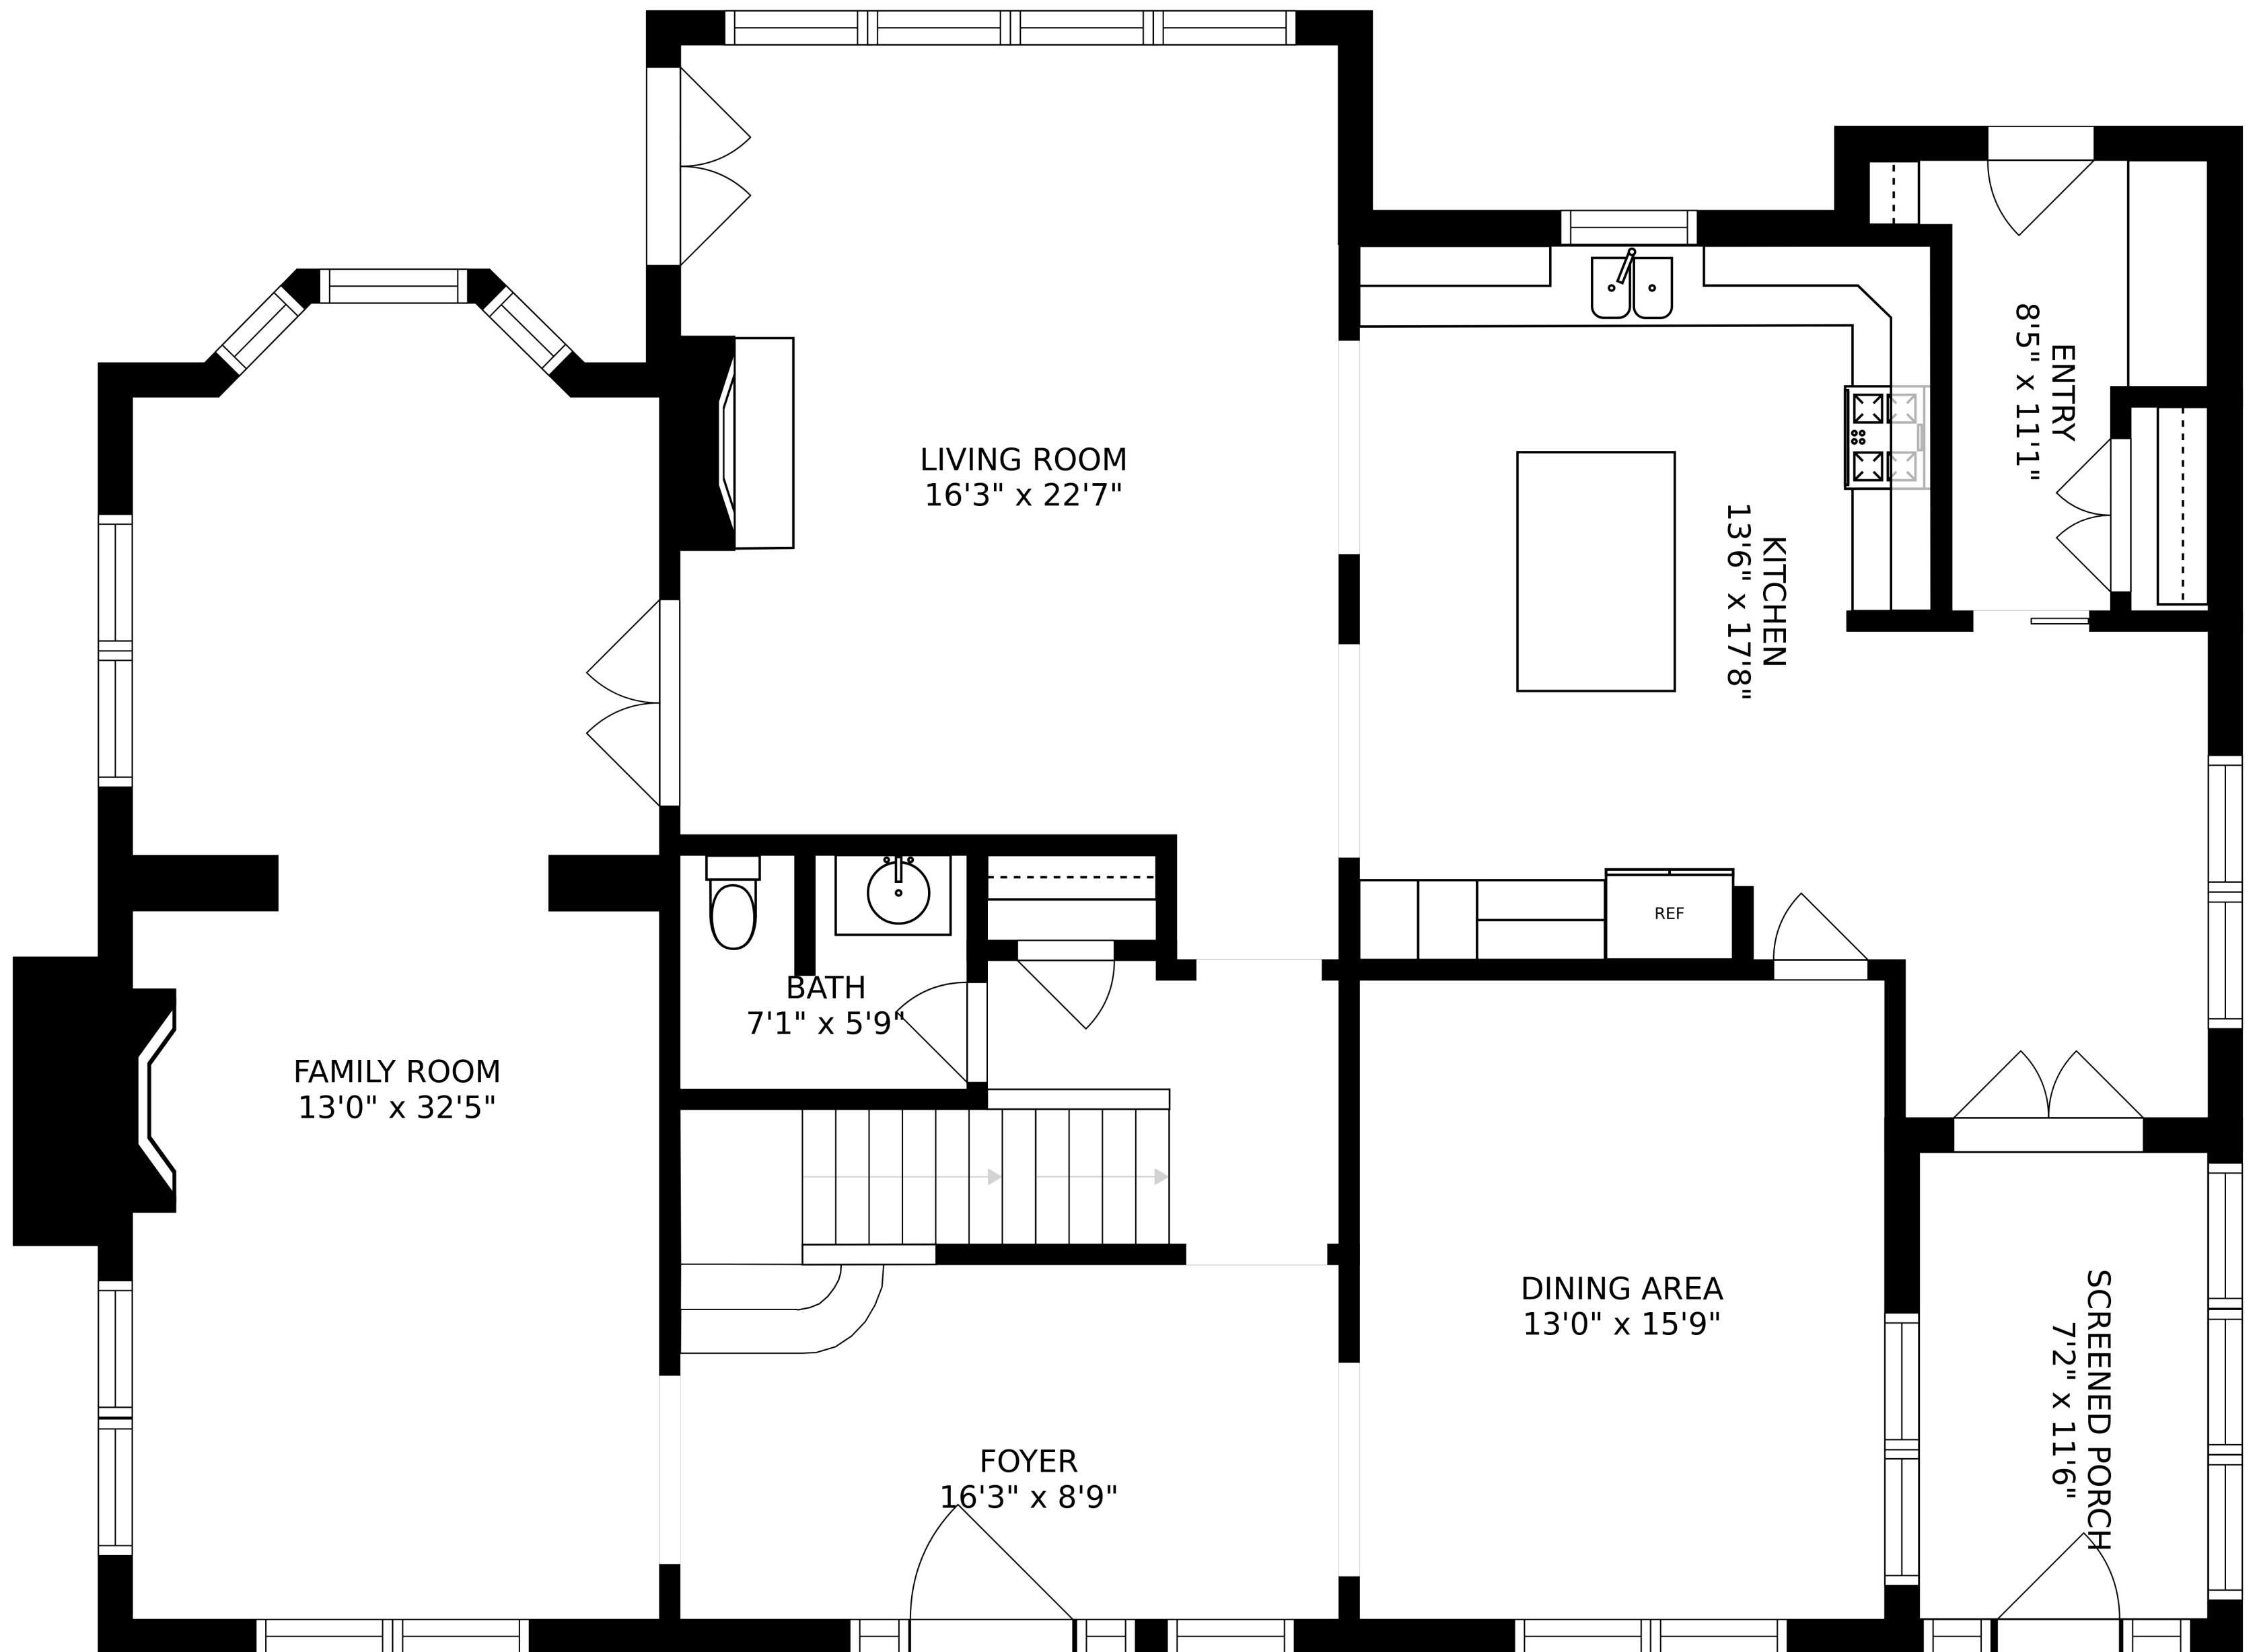 LIVING ROOM
16'3" x 22'7"
ENTRY
8'5" x 11'1"
KITCHEN
13'6" x 17'8"
REF
BATH
7'1" x 5'9"
FAMILY ROOM
13'0" x 32'5"
DINING AREA
13'0" x 15'9"
SCREENED PORCH
7'2" x 11'6"
FOYER
16'3" x 8'9"